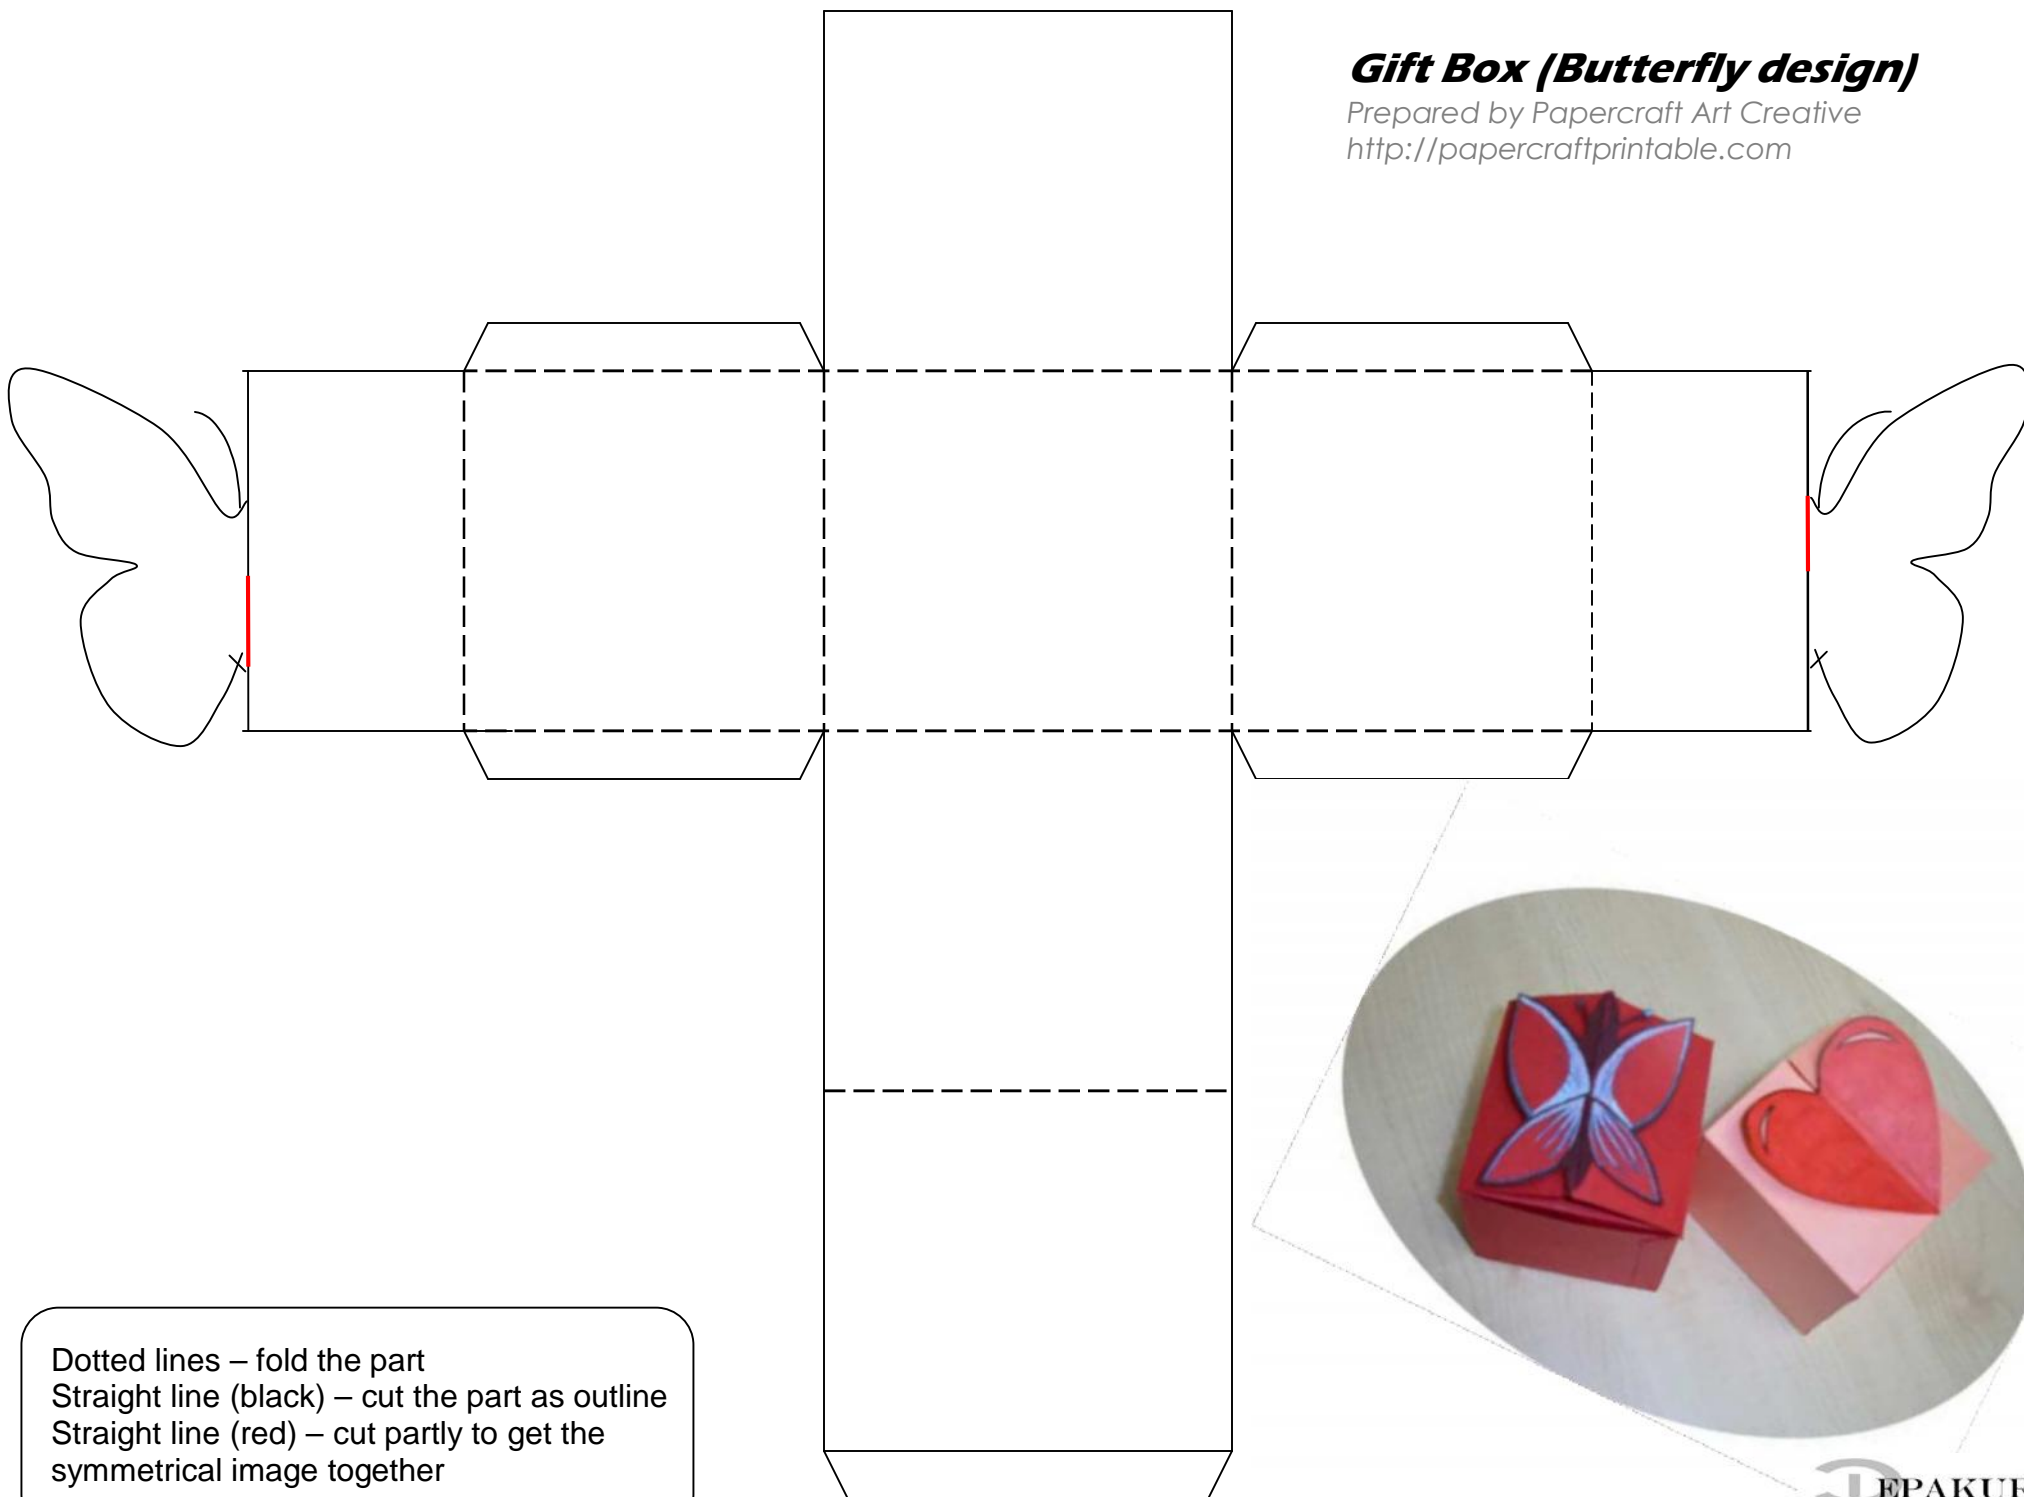 Gift Box (Butterfly design)
Prepared by Papercraft Art Creative
http://papercraftprintable.com
Dotted lines – fold the part
Straight line (black) – cut the part as outline
Straight line (red) – cut partly to get the
symmetrical image together